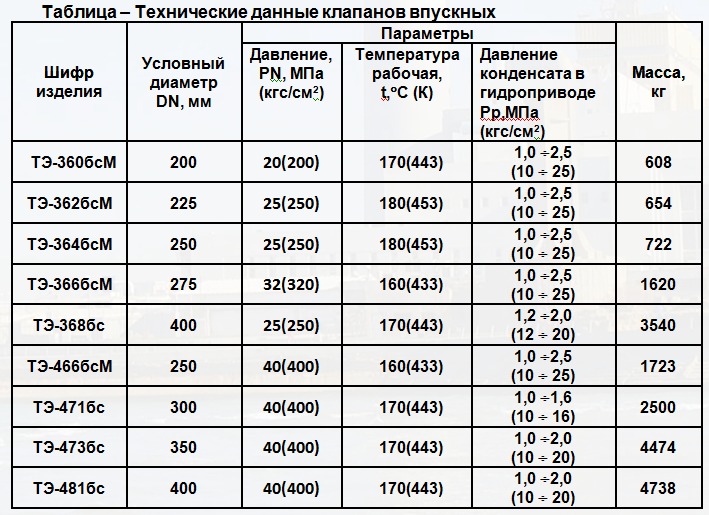 Таблица – Технические данные клапанов впускных
Шифр изделия | Условный диаметр DN, мм | Параметры | Масса, кг
Давление, PN, МПа (кгс/см²) | Температура рабочая, t,ºС (К) | Давление конденсата в гидроприводе Рр,МПа (кгс/см²)
ТЭ-360бсМ | 200 | 20(200) | 170(443) | 1,0 ÷2,5 (10 ÷ 25) | 608
ТЭ-362бсМ | 225 | 25(250) | 180(453) | 1,0 ÷2,5 (10 ÷ 25) | 654
ТЭ-364бсМ | 250 | 25(250) | 180(453) | 1,0 ÷2,5 (10 ÷ 25) | 722
ТЭ-366бсМ | 275 | 32(320) | 160(433) | 1,0 ÷2,5 (10 ÷ 25) | 1620
ТЭ-368бс | 400 | 25(250) | 170(443) | 1,2 ÷2,0 (12 ÷ 20) | 3540
ТЭ-466бсМ | 250 | 40(400) | 160(433) | 1,0 ÷2,5 (10 ÷ 25) | 1723
ТЭ-471бс | 300 | 40(400) | 170(443) | 1,0 ÷1,6 (10 ÷ 16) | 2500
ТЭ-473бс | 350 | 40(400) | 170(443) | 1,0 ÷2,0 (10 ÷ 20) | 4474
ТЭ-481бс | 400 | 40(400) | 170(443) | 1,0 ÷2,0 (10 ÷ 20) | 4738